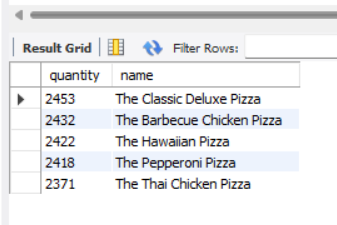 Result Grid Filter Rows:
quantity name
2453 The Classic Deluxe Pizza
2432 The Barbecue Chicken Pizza
2422 The Hawaiian Pizza
2418 The Pepperoni Pizza
2371 The Thai Chicken Pizza